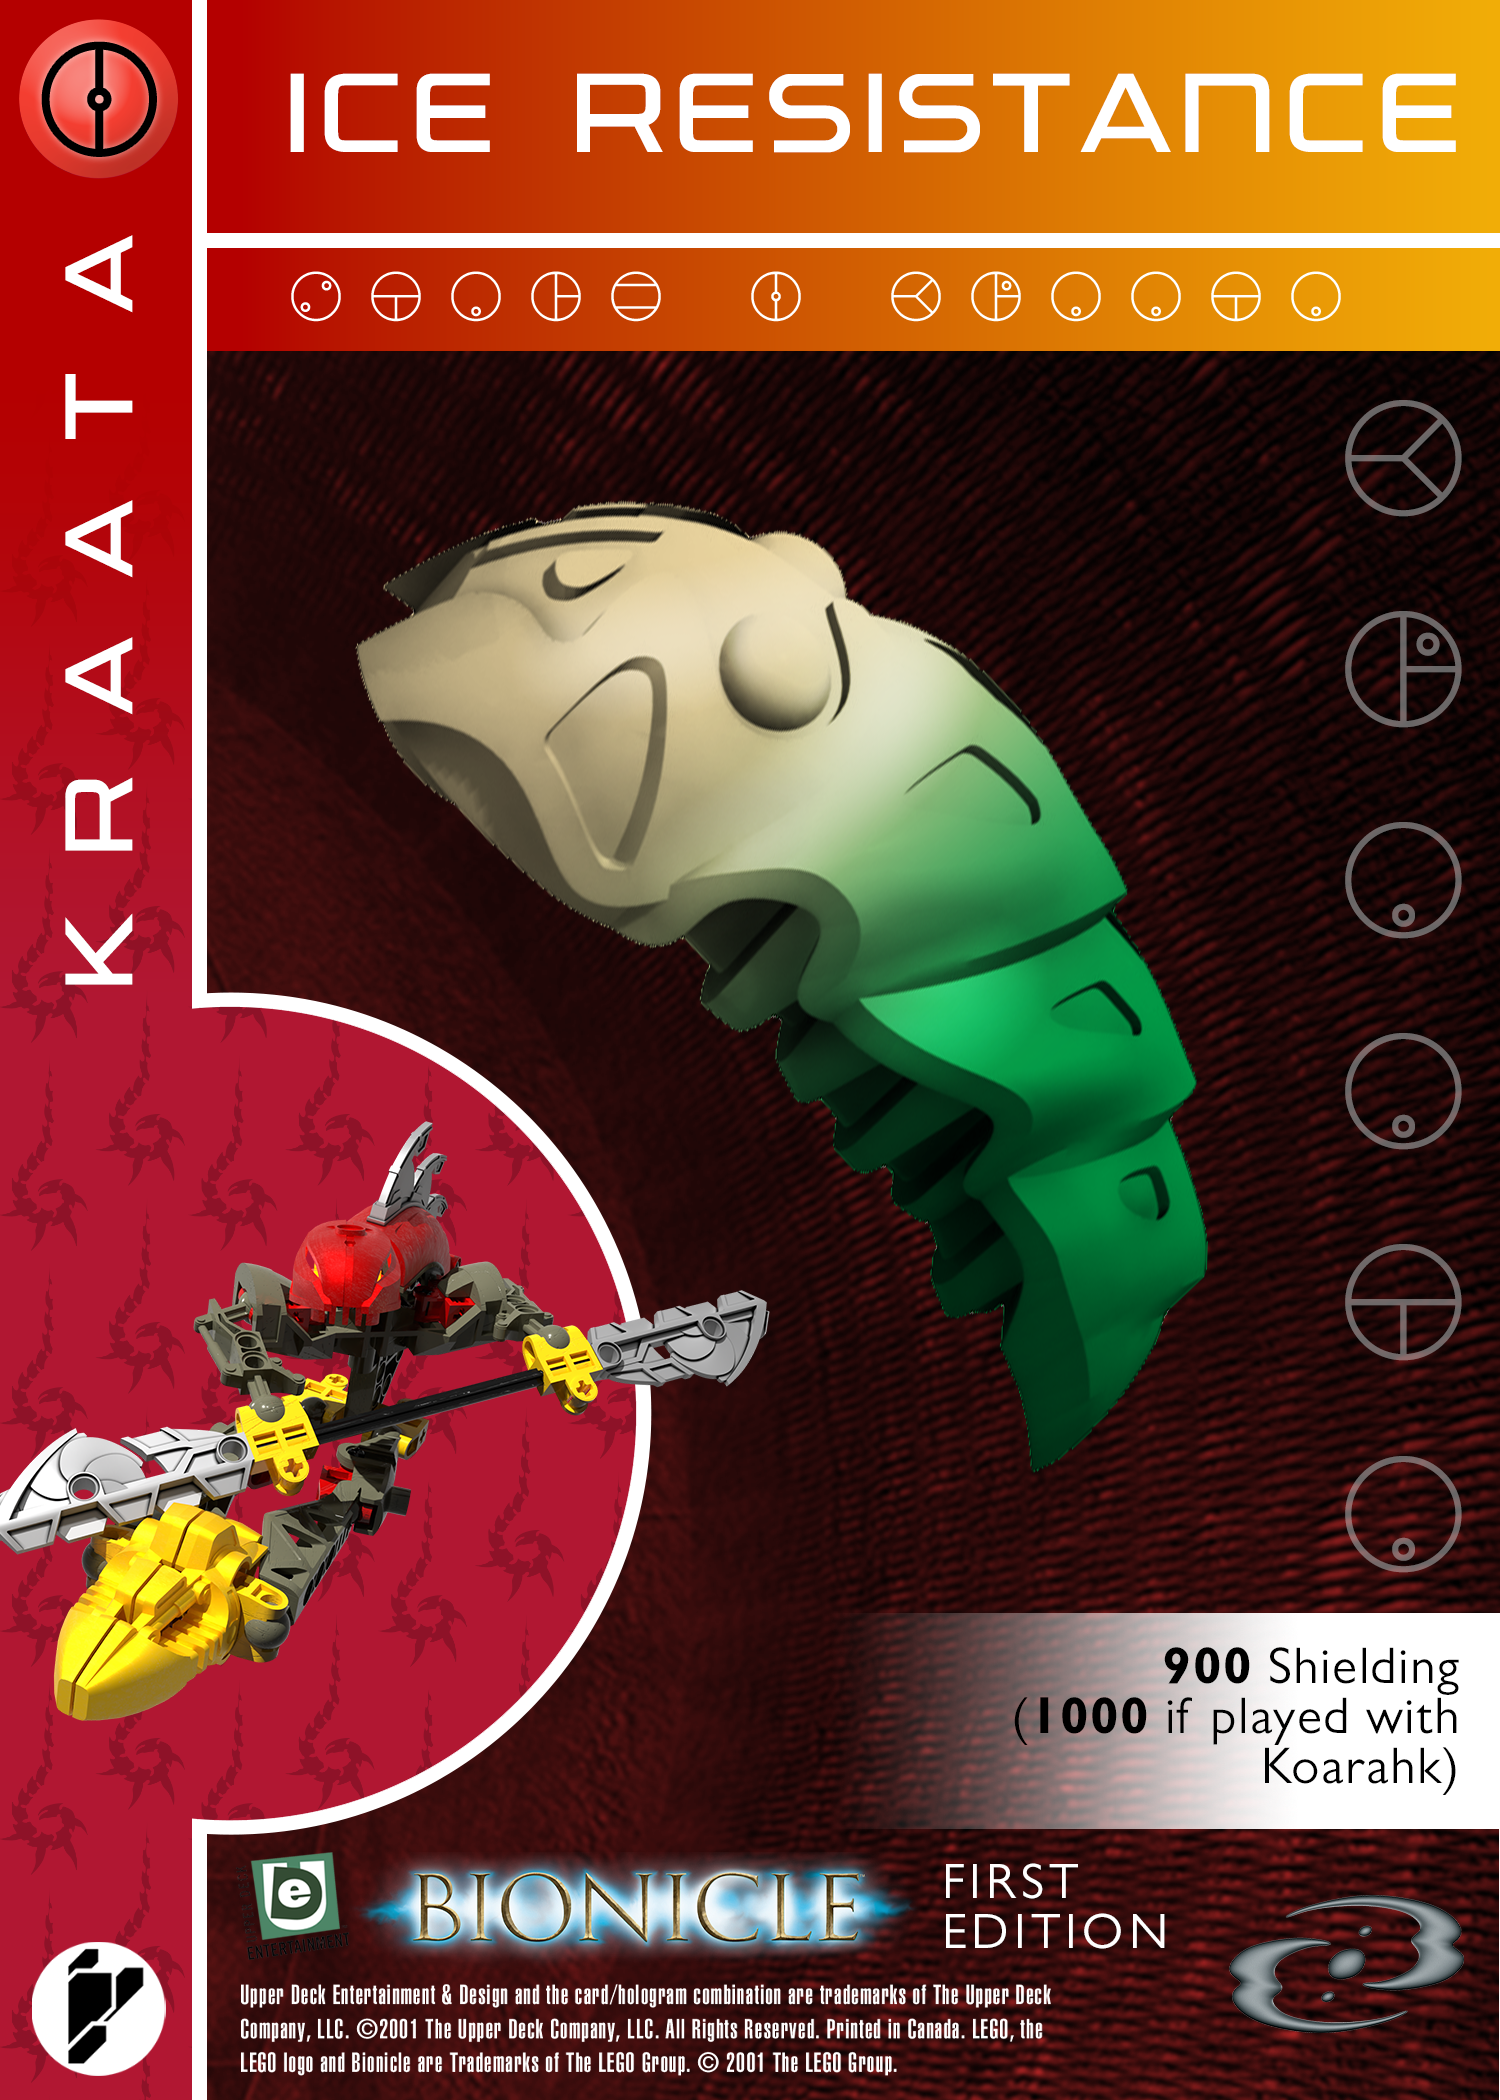 ICE RESISTANCE
KRAATA
900 Shielding
(1000 if played with
Koarahk)
e
ENTERTAINMENT
BIONICLE
FIRST
EDITION
Upper Deck Entertainment & Design and the card/hologram combination are trademarks of The Upper Deck
Company, LLC. ©2001 The Upper Deck Company, LLC. All Rights Reserved. Printed in Canada. LEGO, the
LEGO logo and Bionicle are Trademarks of The LEGO Group. © 2001 The LEGO Group.